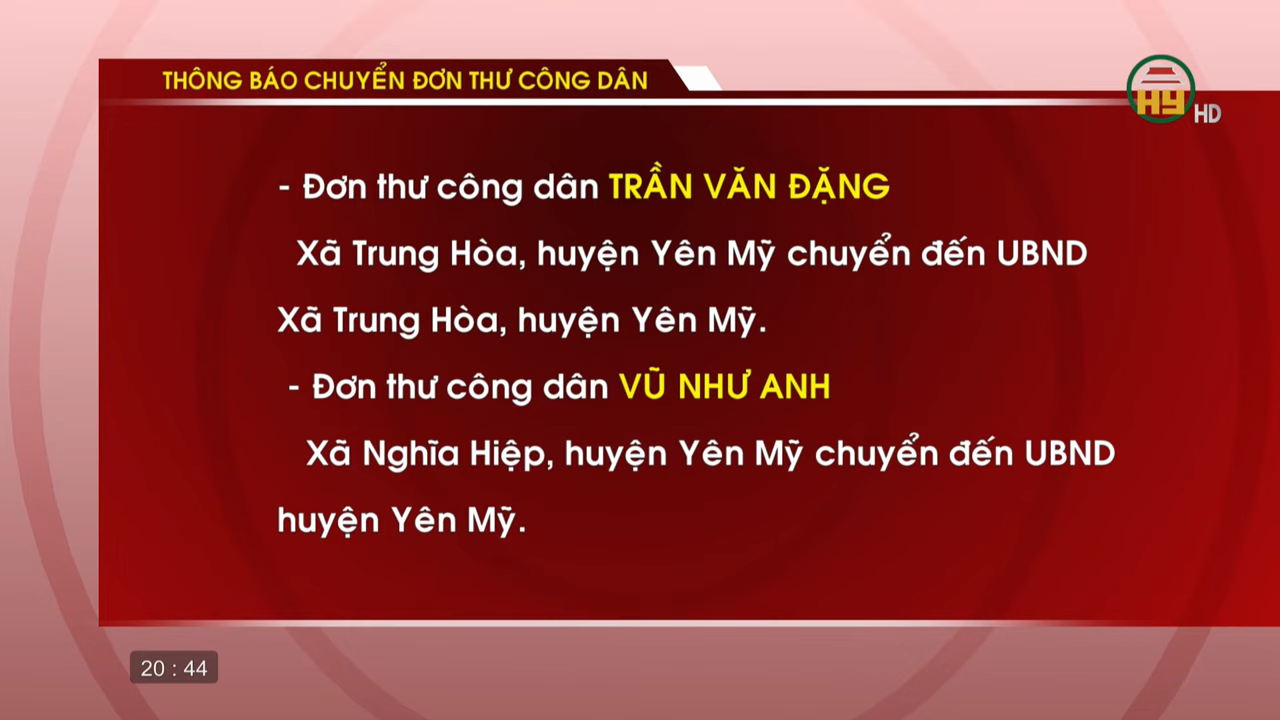 THÔNG BÁO CHUYỂN ĐƠN THƯ CÔNG DÂN
HY HD
- Đơn thư công dân TRẦN VĂN ĐẶNG
Xã Trung Hòa, huyện Yên Mỹ chuyển đến UBND
Xã Trung Hòa, huyện Yên Mỹ.
- Đơn thư công dân VŨ NHƯ ANH
Xã Nghĩa Hiệp, huyện Yên Mỹ chuyển đến UBND
huyện Yên Mỹ.
20 : 44